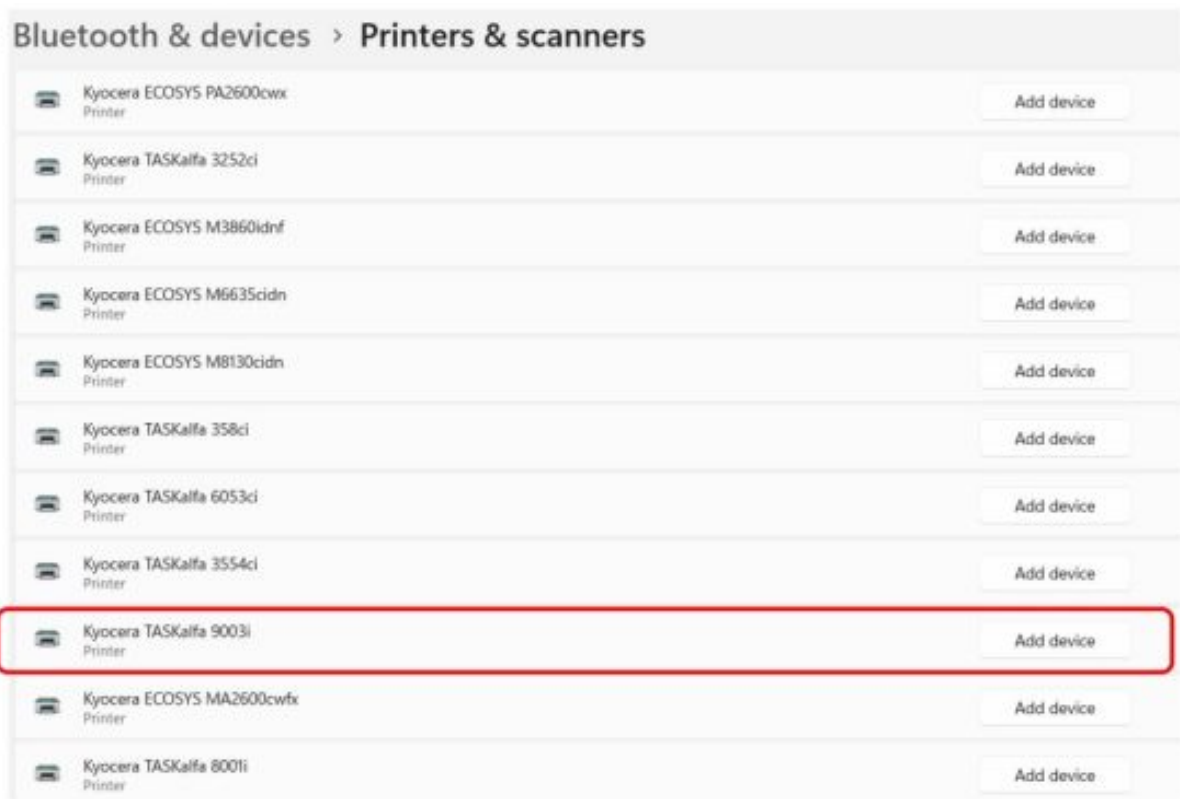 Bluetooth & devices > Printers & scanners
Kyocera ECOSYS PA2600cwx
Printer
Add device
Kyocera TASKalfa 3252ci
Printer
Add device
Kyocera ECOSYS M3860idnf
Printer
Add device
Kyocera ECOSYS M6635cidn
Printer
Add device
Kyocera ECOSYS M8130cidn
Printer
Add device
Kyocera TASKalfa 358ci
Printer
Add device
Kyocera TASKalfa 6053ci
Printer
Add device
Kyocera TASKalfa 3554ci
Printer
Add device
Kyocera TASKalfa 9003i
Printer
Add device
Kyocera ECOSYS MA2600cwfx
Printer
Add device
Kyocera TASKalfa 8001i
Printer
Add device